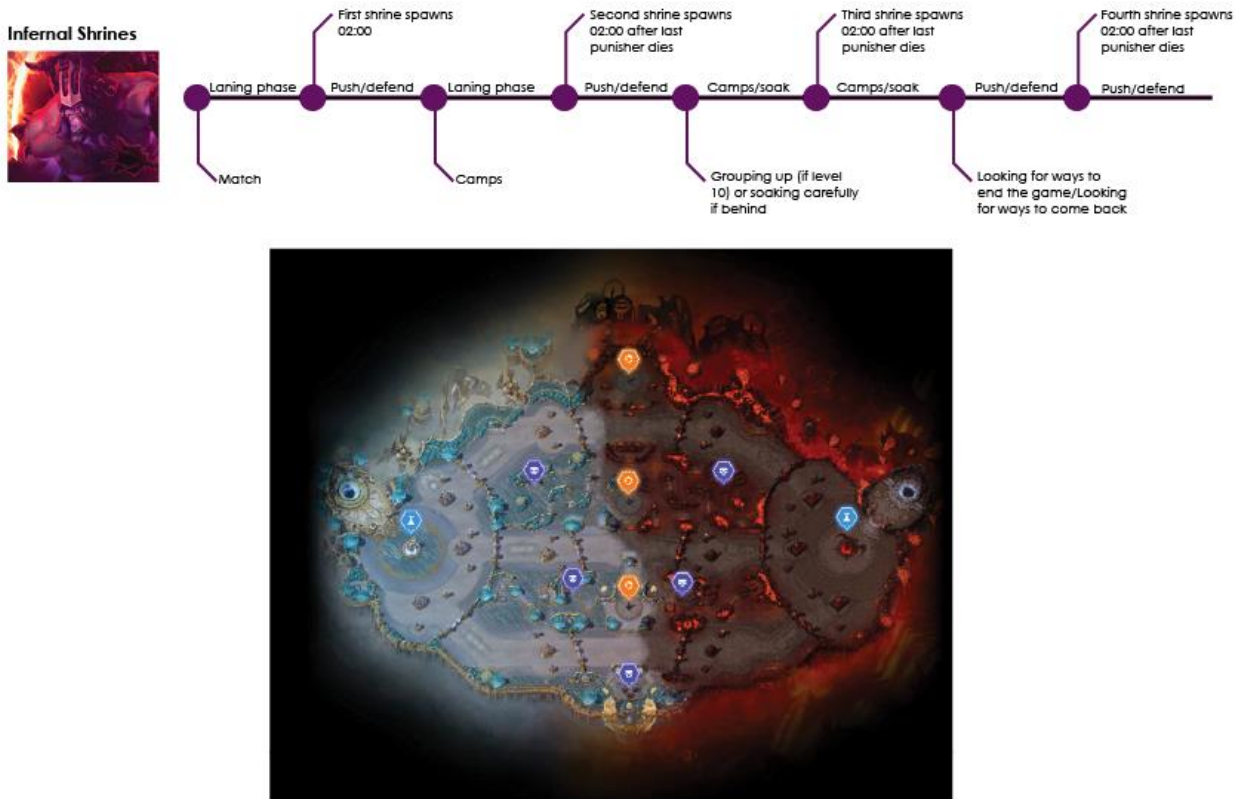 Infernal Shrines
First shrine spawns
02:00
Second shrine spawns
02:00 after last
punisher dies
Third shrine spawns
02:00 after last
punisher dies
Fourth shrine spawns
02:00 after last
punisher dies
Laning phase
Push/defend
Laning phase
Push/defend
Camps/soak
Camps/soak
Push/defend
Push/defend
Match
Camps
Grouping up (if level
10) or soaking carefully
if behind
Looking for ways to
end the game/Looking
for ways to come back